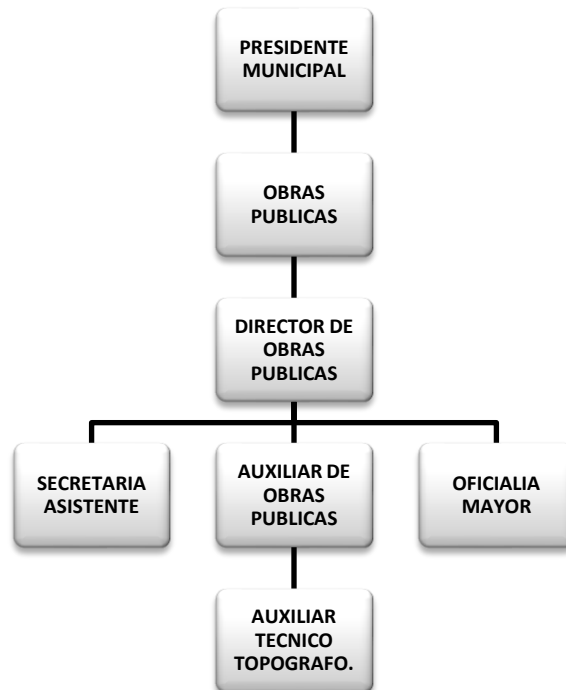 PRESIDENTE
MUNICIPAL
OBRAS
PUBLICAS
DIRECTOR DE
OBRAS
PUBLICAS
SECRETARIA
ASISTENTE
AUXILIAR DE
OBRAS
PUBLICAS
OFICIALIA
MAYOR
AUXILIAR
TECNICO
TOPOGRAFO.